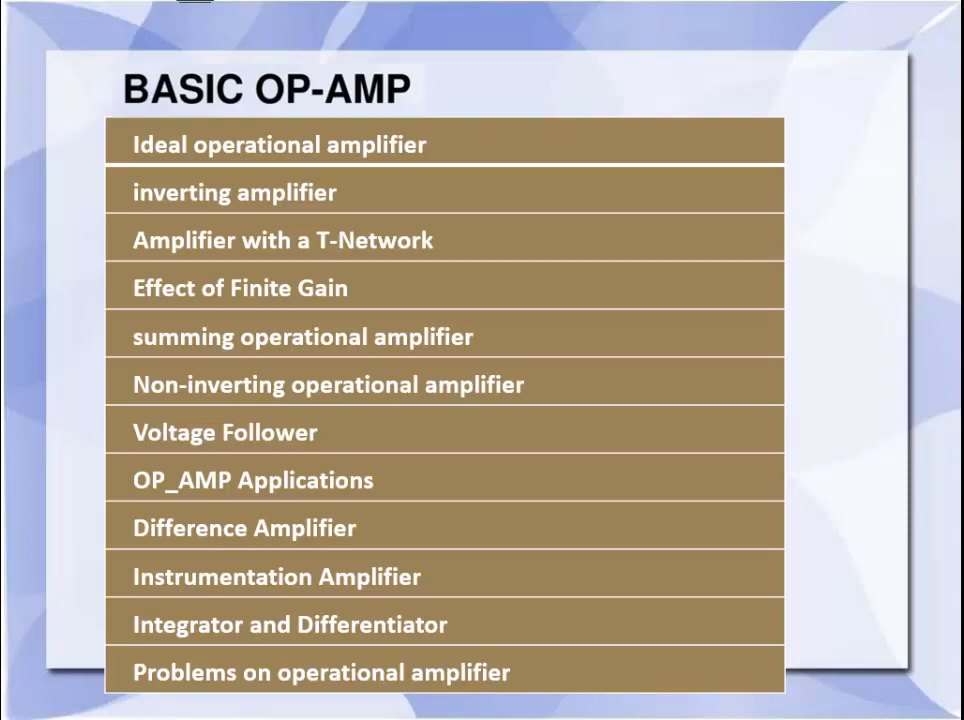 BASIC OP-AMP
Ideal operational amplifier
inverting amplifier
Amplifier with a T-Network
Effect of Finite Gain
summing operational amplifier
Non-inverting operational amplifier
Voltage Follower
OP_AMP Applications
Difference Amplifier
Instrumentation Amplifier
Integrator and Differentiator
Problems on operational amplifier